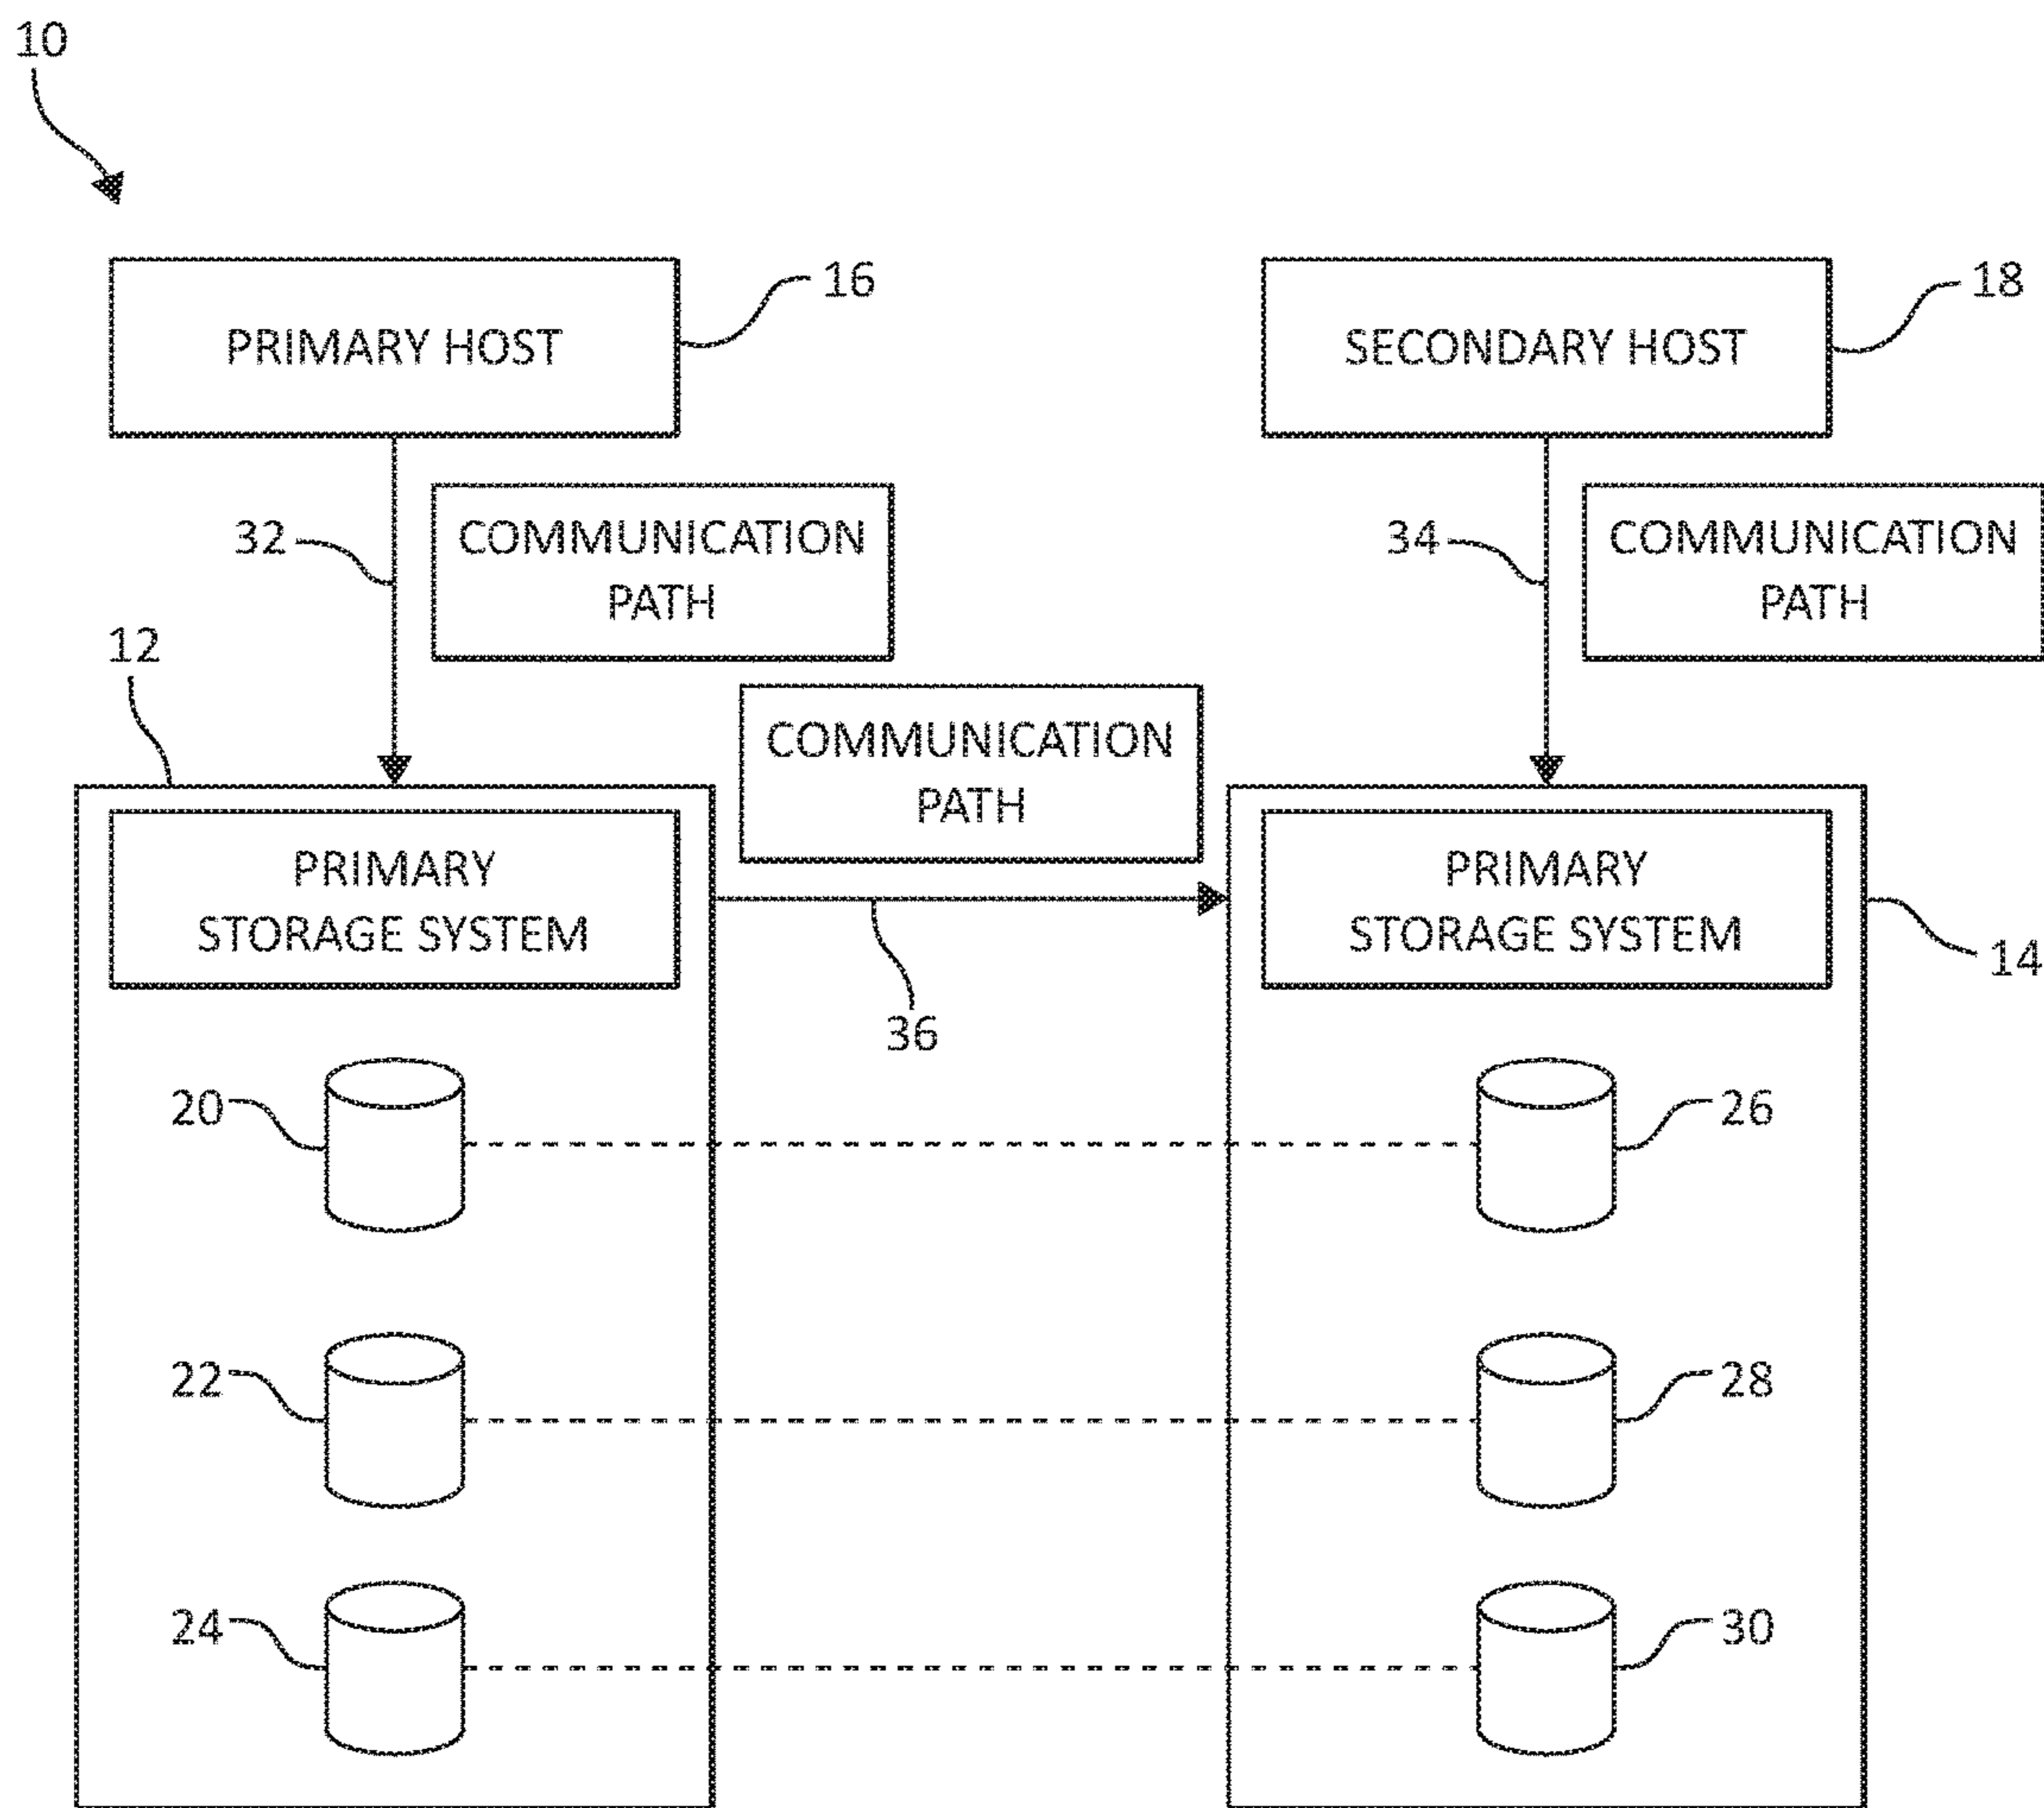 10
PRIMARY HOST
16
SECONDARY HOST
18
32
COMMUNICATION
PATH
34
COMMUNICATION
PATH
12
COMMUNICATION
PATH
PRIMARY
STORAGE SYSTEM
PRIMARY
STORAGE SYSTEM
14
36
20
26
22
28
24
30